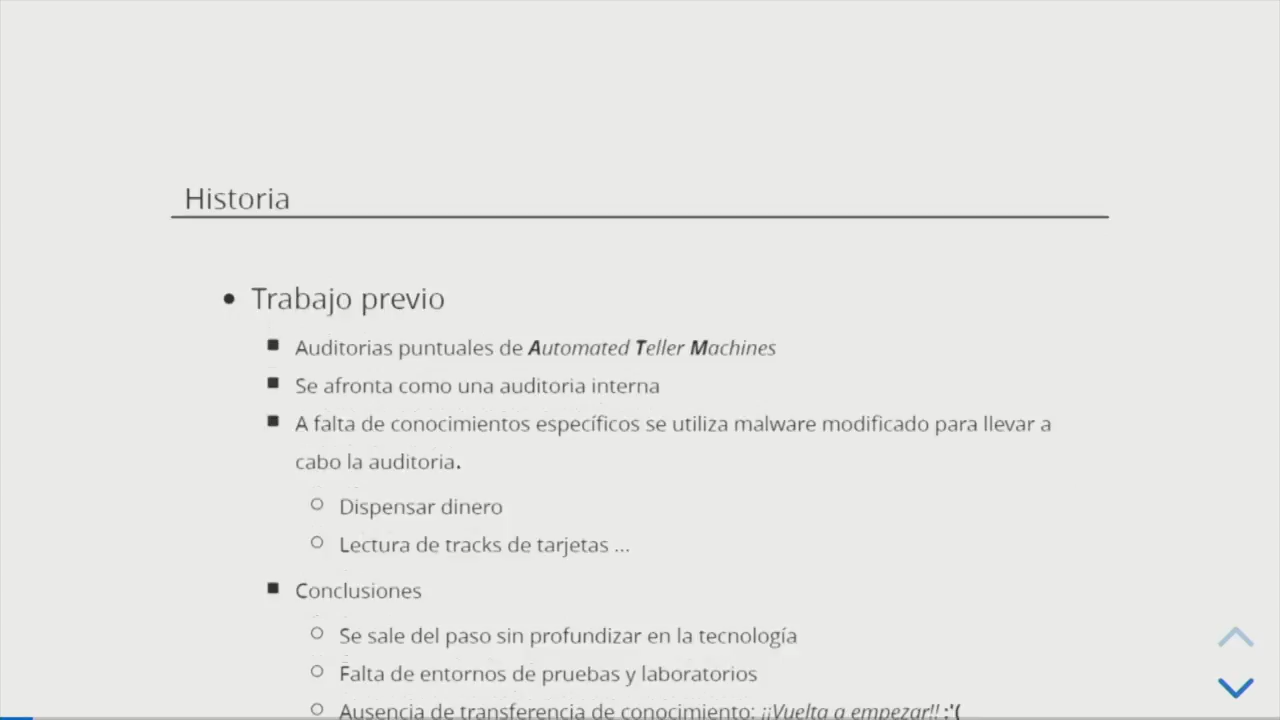 Historia
Trabajo previo
Auditorias puntuales de Automated Teller Machines
Se afronta como una auditoria interna
A falta de conocimientos específicos se utiliza malware modificado para llevar a
cabo la auditoria.
Dispensar dinero
Lectura de tracks de tarjetas ...
Conclusiones
Se sale del paso sin profundizar en la tecnología
Falta de entornos de pruebas y laboratorios
Ausencia de transferencia de conocimiento: ¡¡Vuelta a empezar!! :'(